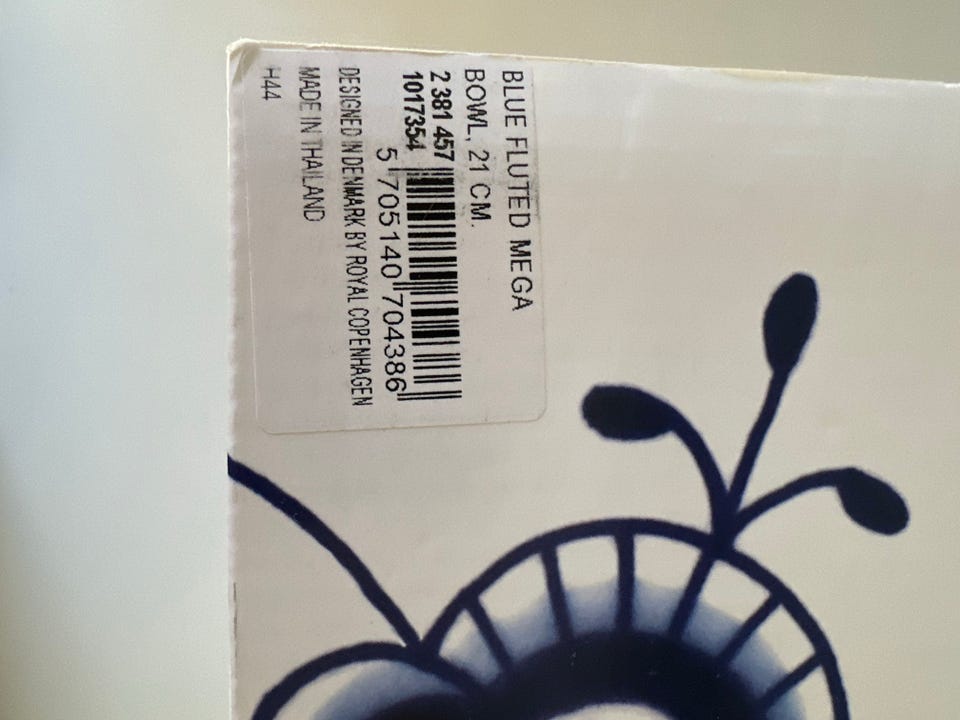 BLUE FLUTED MEGA
BOWL, 21 CM.
2 381 457
1017354
5 705140 704386
DESIGNED IN DENMARK BY ROYAL COPENHAGEN
MADE IN THAILAND
H44